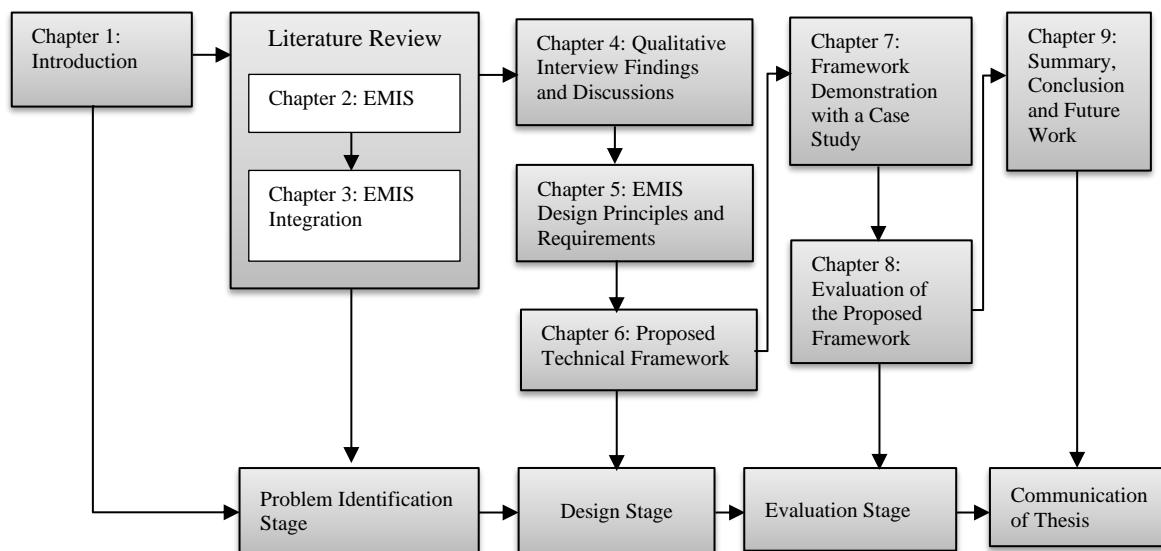 Chapter 1:
Introduction
Literature Review
Chapter 2: EMIS
Chapter 3: EMIS
Integration
Chapter 4: Qualitative
Interview Findings
and Discussions
Chapter 5: EMIS
Design Principles and
Requirements
Chapter 6: Proposed
Technical Framework
Chapter 7:
Framework
Demonstration
with a Case
Study
Chapter 8:
Evaluation of
the Proposed
Framework
Chapter 9:
Summary,
Conclusion
and Future
Work
Problem Identification
Stage
Design Stage
Evaluation Stage
Communication
of Thesis